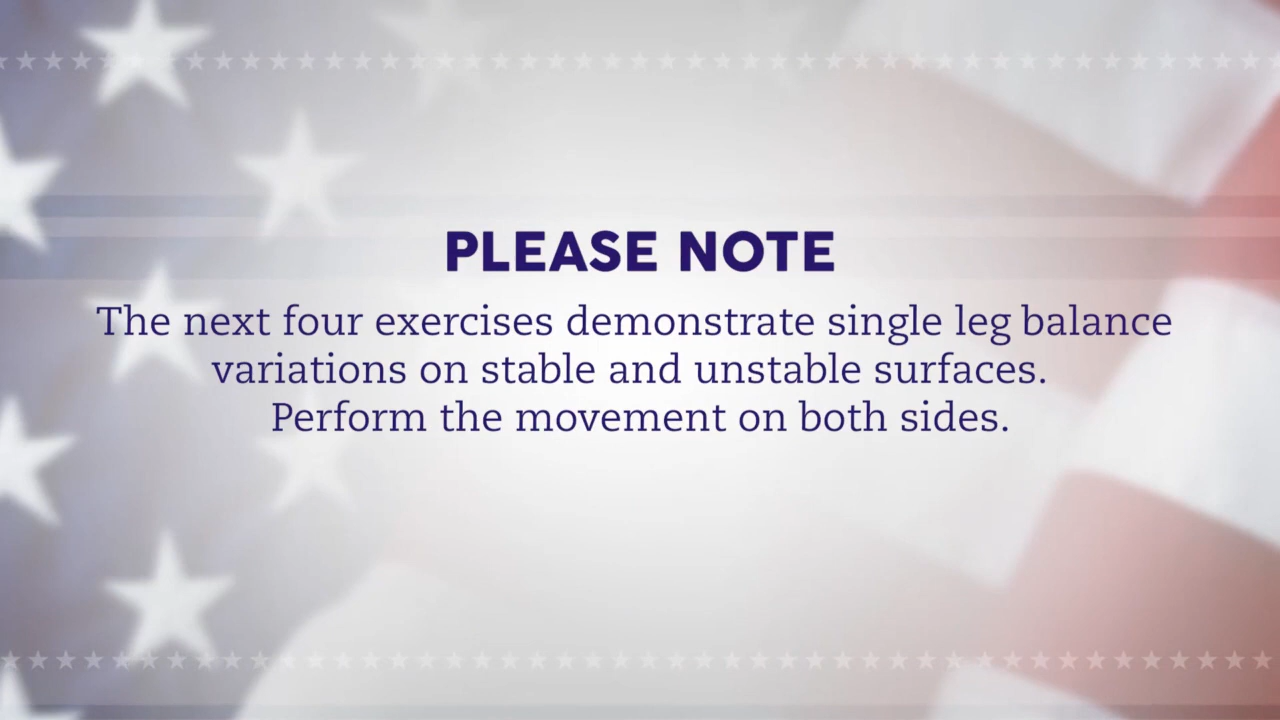 PLEASE NOTE
The next four exercises demonstrate single leg balance
variations on stable and unstable surfaces.
Perform the movement on both sides.